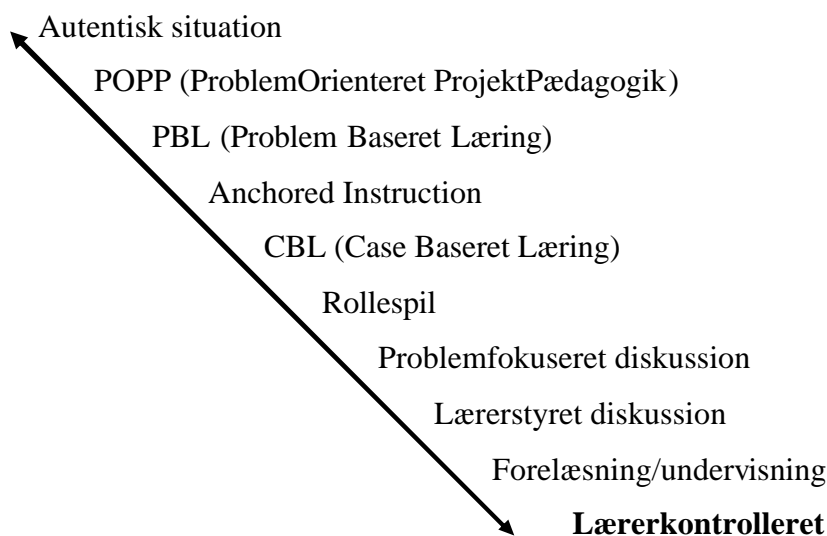 Autentisk situation
POPP (ProblemOrienteret ProjektPædagogik)
PBL (Problem Baseret Læring)
Anchored Instruction
CBL (Case Baseret Læring)
Rollespil
Problemfokuseret diskussion
Lærerstyret diskussion
Forelæsning/undervisning
Lærerkontrolleret